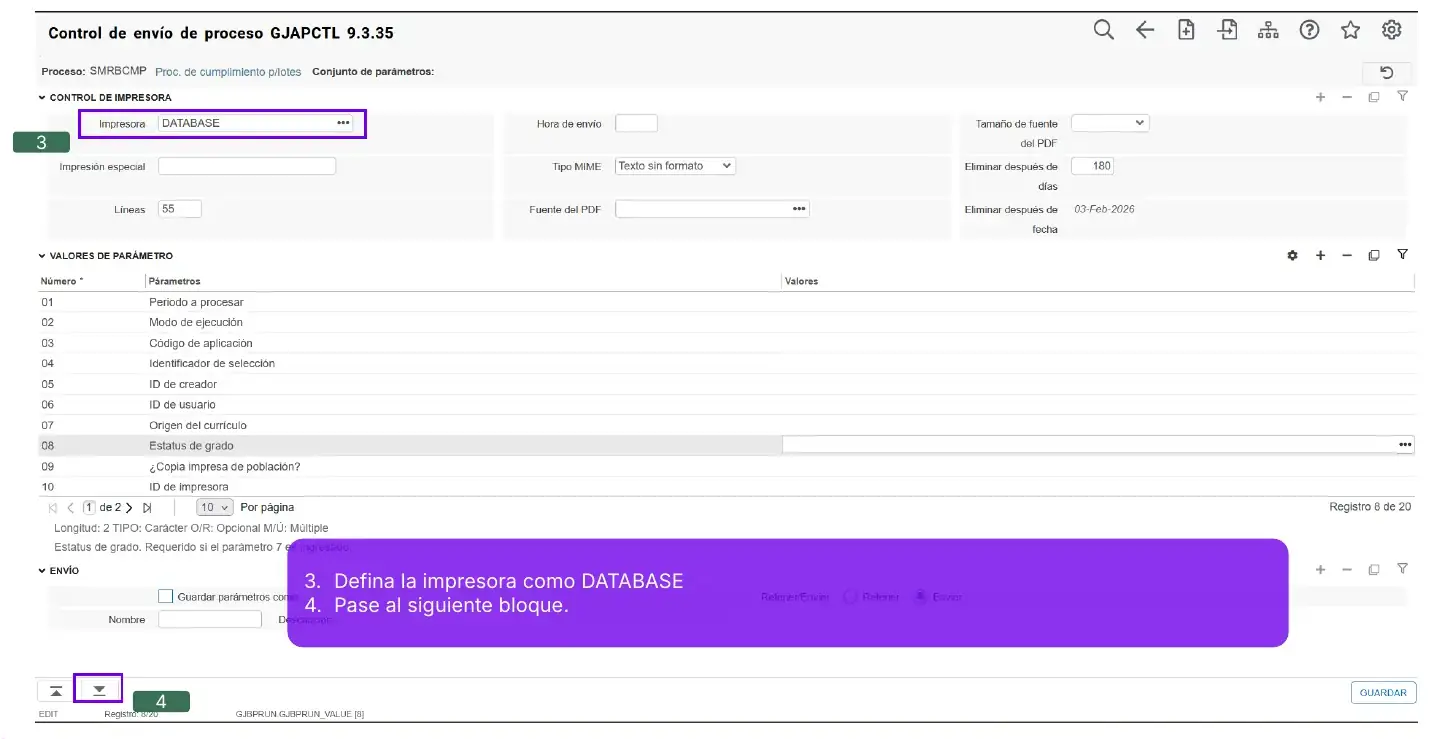 Control de envío de proceso GJAPCTL 9.3.35
Proceso: SMRBCMP Proc. de cumplimiento p/lotes Conjunto de parámetros:
CONTROL DE IMPRESORA
Impresora DATABASE Hora de envío Tamaño de fuente del PDF
3
Impresión especial Tipo MIME Texto sin formato Eliminar después de días 180
Líneas 55 Fuente del PDF Eliminar después de fecha 03-Feb-2026
VALORES DE PARÁMETRO
Número * Párametros Valores
01 Periodo a procesar
02 Modo de ejecución
03 Código de aplicación
04 Identificador de selección
05 ID de creador
06 ID de usuario
07 Origen del currículo
08 Estatus de grado
09 ¿Copia impresa de población?
10 ID de impresora
1 de 2 10 Por página Registro 8 de 20
Longitud: 2 TIPO: Carácter O/R: Opcional M/U: Múltiple
Estatus de grado. Requerido si el parámetro 7 es ingresado.
ENVÍO
3. Defina la impresora como DATABASE
4. Pase al siguiente bloque.
Guardar parámetros como Retener/Enviar Retener Enviar
Nombre Descripción
4
GUARDAR
EDIT Registro: 8/20 GJBPRUN.GJBPRUN_VALUE [8]